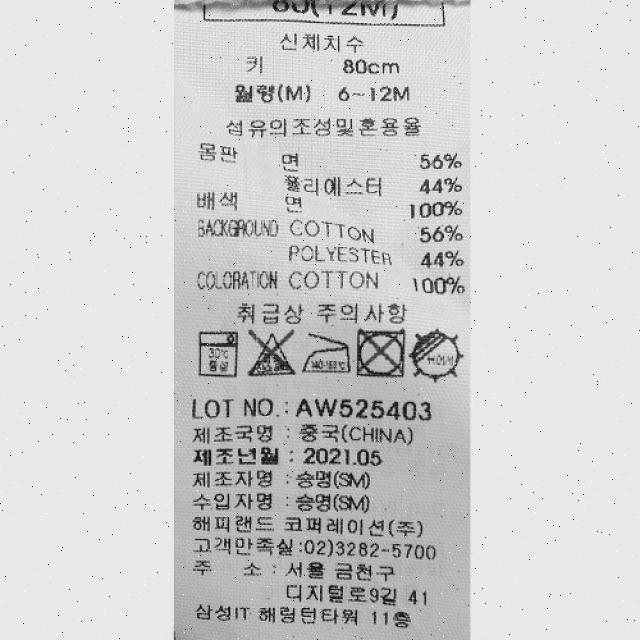 80(12M)
신체치수
키 80cm
월령(M) 6~12M
섬유의조성및혼용율
몸판 면 56%
폴리에스터 44%
배색 면 100%
BACKGROUND COTTON 56%
POLYESTER 44%
COLORATION COTTON 100%
취급상 주의사항
30℃
LOT NO.: AW525403
제조국명 : 중국(CHINA)
제조년월 : 2021.05
제조자명 : 숭명(SM)
수입자명 : 숭명(SM)
해피랜드 코퍼레이션(주)
고객만족실:02)3282-5700
주 소 : 서울 금천구
디지털로9길 41
삼성IT 해링턴타워 11층